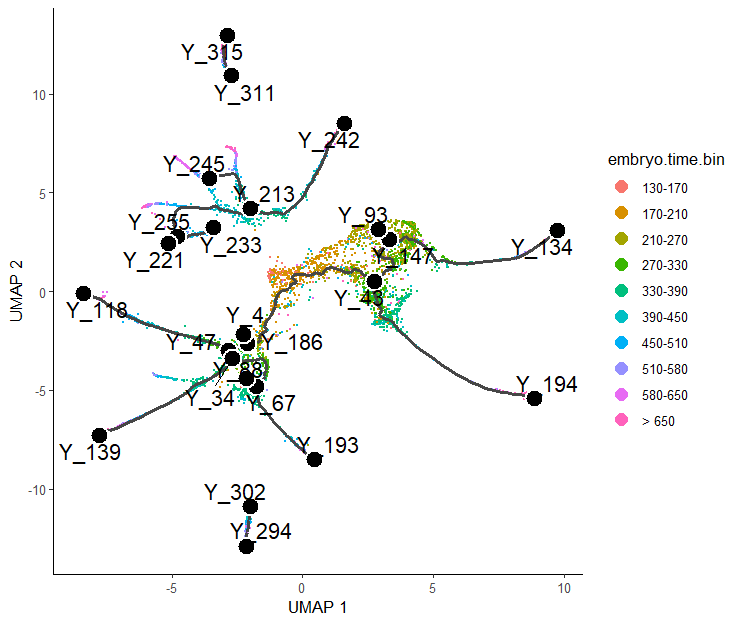 Y_315
Y_311
Y_242
Y_245
Y_213
Y_255
Y_233
Y_221
Y_93
Y_147
Y_134
Y_43
Y_118
Y_4
Y_47
Y_186
Y_88
Y_34
Y_67
Y_194
Y_139
Y_193
Y_302
Y_294
10
5
0
-5
-10
UMAP 2
-5
0
5
10
UMAP 1
embryo.time.bin
130-170
170-210
210-270
270-330
330-390
390-450
450-510
510-580
580-650
> 650